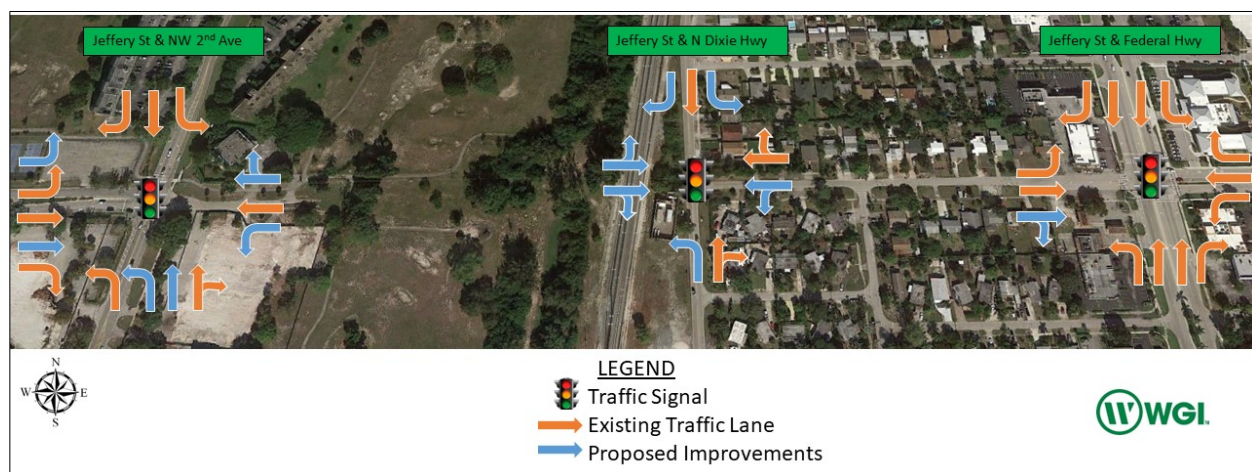 Jeffery St & NW 2nd Ave
Jeffery St & N Dixie Hwy
Jeffery St & Federal Hwy
N
W E
S
LEGEND
Traffic Signal
Existing Traffic Lane
Proposed Improvements
WGI